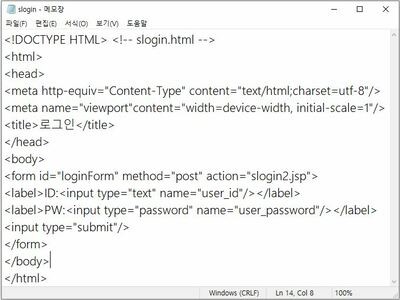 slogin - 메모장
파일(F) 편집(E) 서식(O) 보기(V) 도움말
<!DOCTYPE HTML> <!-- slogin.html -->
<html>
<head>
<meta http-equiv="Content-Type" content="text/html;charset=utf-8"/>
<meta name="viewport"content="width=device-width, initial-scale=1"/>
<title>로그인</title>
</head>
<body>
<form id="loginForm" method="post" action="slogin2.jsp">
<label>ID:<input type="text" name="user_id"/></label>
<label>PW:<input type="password" name="user_password"/></label>
<input type="submit"/>
</form>
</body>
</html>
Windows (CRLF) Ln 14, Col 8 100%